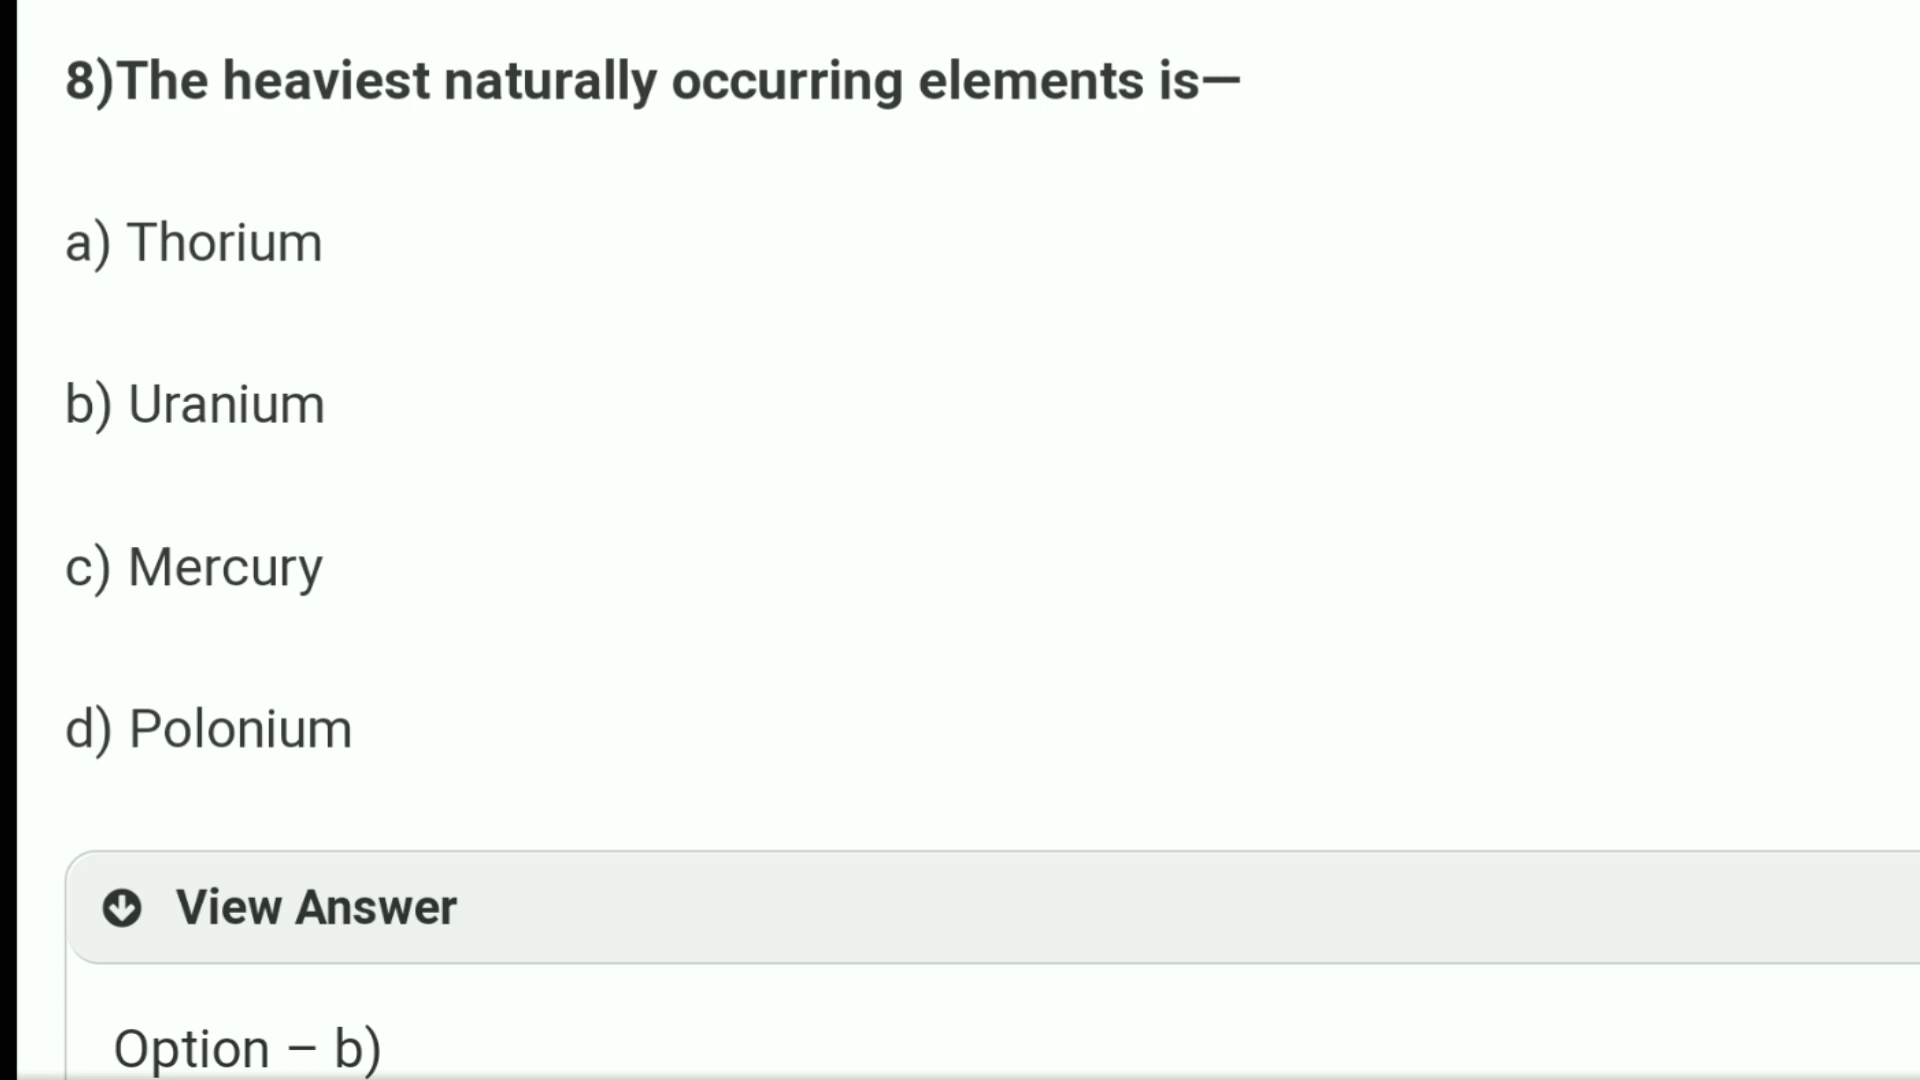 8)The heaviest naturally occurring elements is—
a) Thorium
b) Uranium
c) Mercury
d) Polonium
View Answer
Option – b)